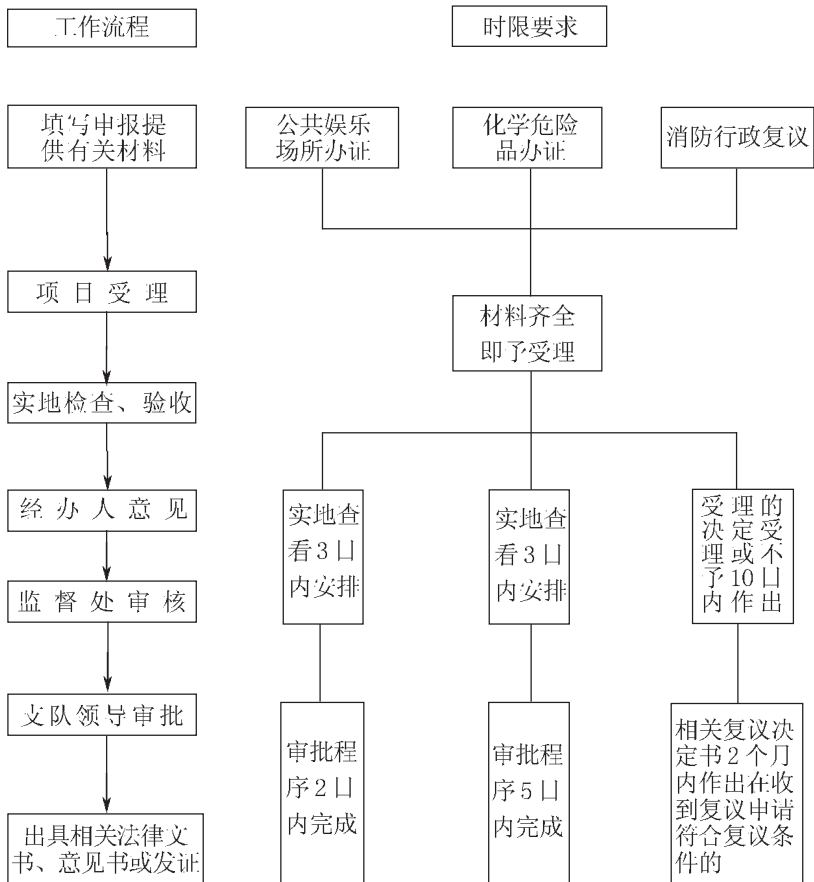 工作流程
填写申报提
供有关材料
项目受理
实地检查、验收
经办人意见
监督处审核
支队领导审批
出具相关法律文
书、意见书或发证
时限要求
公共娱乐
场所办证
化学危险
品办证
消防行政复议
材料齐全
即予受理
实地查
看3日
内安排
实地查
看3日
内安排
受理的
决定受
理或不
予10日
内作出
审批程
序2日
内完成
审批程
序5日
内完成
相关复议决
定书2个月
内作出在收
到复议申请
符合复议条
件的